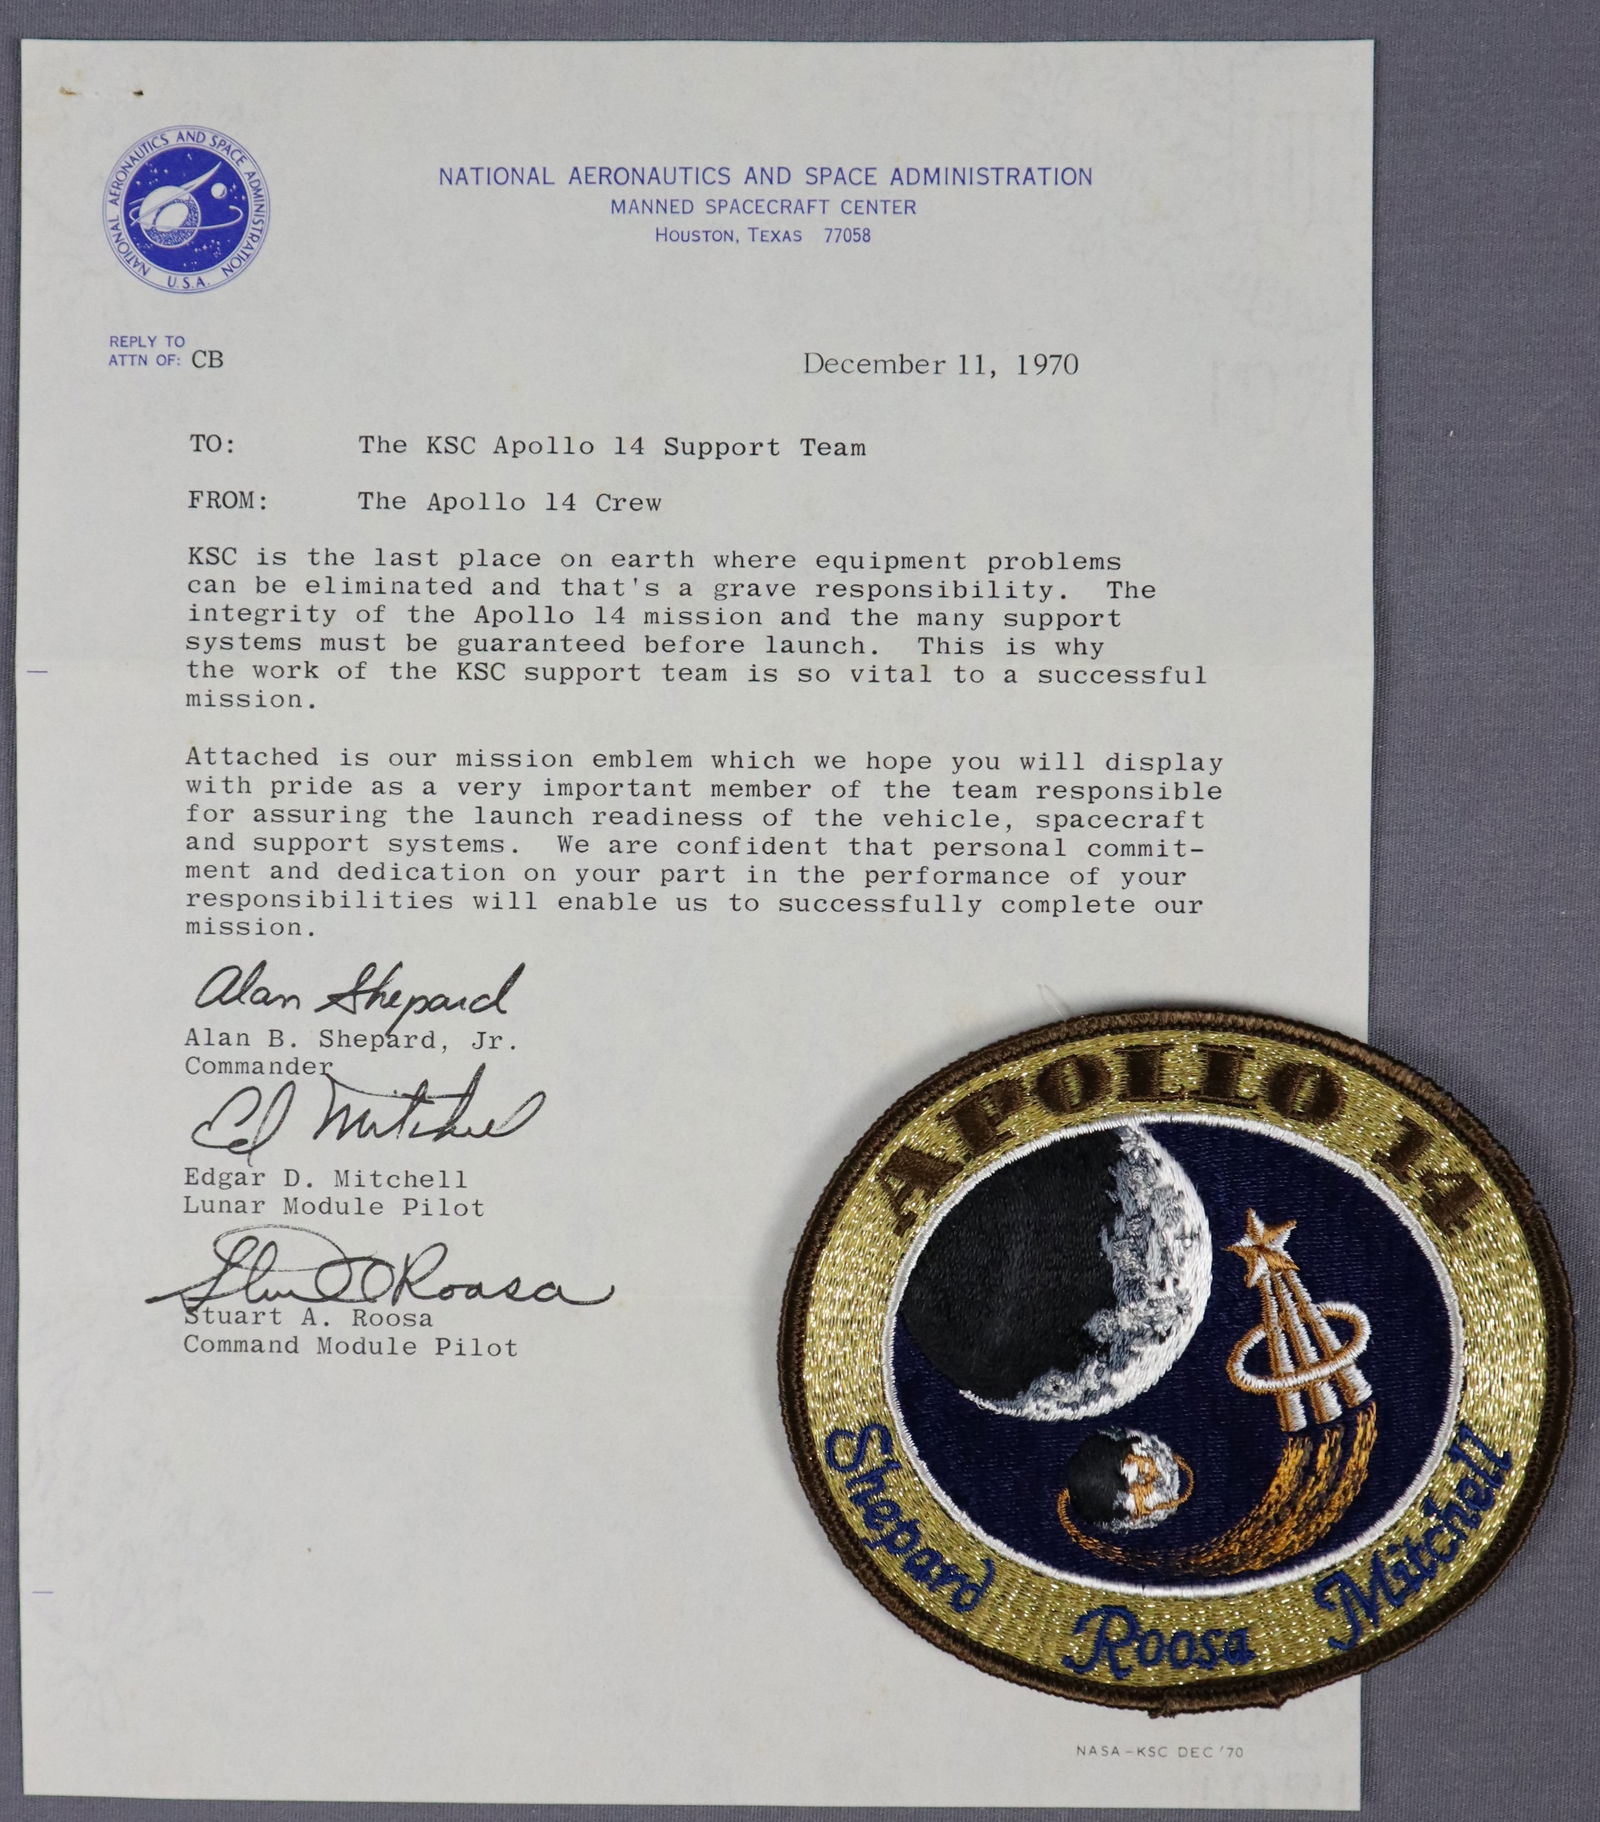 NATIONAL AERONAUTICS AND SPACE ADMINISTRATION
U.S.A.
NATIONAL AERONAUTICS AND SPACE ADMINISTRATION
MANNED SPACECRAFT CENTER
HOUSTON, TEXAS 77058
REPLY TO
ATTN OF: CB
December 11, 1970
TO: The KSC Apollo 14 Support Team
FROM: The Apollo 14 Crew
KSC is the last place on earth where equipment problems
can be eliminated and that's a grave responsibility. The
integrity of the Apollo 14 mission and the many support
systems must be guaranteed before launch. This is why
the work of the KSC support team is so vital to a successful
mission.
Attached is our mission emblem which we hope you will display
with pride as a very important member of the team responsible
for assuring the launch readiness of the vehicle, spacecraft
and support systems. We are confident that personal commit-
ment and dedication on your part in the performance of your
responsibilities will enable us to successfully complete our
mission.
Alan Shepard
Alan B. Shepard, Jr.
Commander
Ed Mitchell
Edgar D. Mitchell
Lunar Module Pilot
Stuart A Roosa
Stuart A. Roosa
Command Module Pilot
APOLLO 14
Shepard Roosa Mitchell
NASA-KSC DEC '70